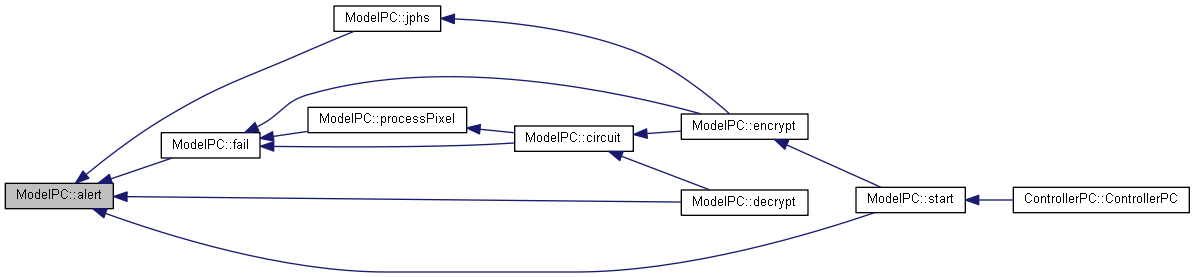 ModelPC::jphs
ModelPC::processPixel
ModelPC::encrypt
ModelPC::circuit
ModelPC::fail
ModelPC::alert
ModelPC::decrypt
ModelPC::start
ControllerPC::ControllerPC